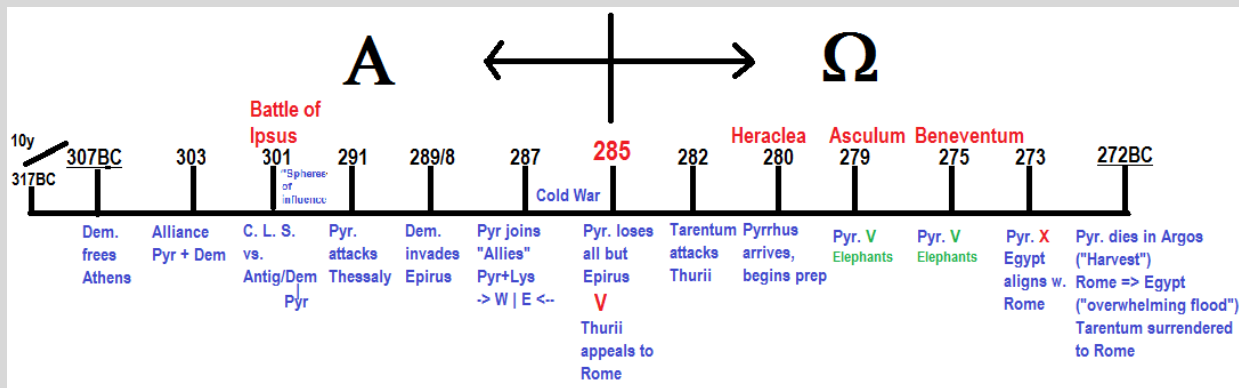 Α
Ω
Battle of
Ipsus
Heraclea
Asculum
Beneventum
10y
317BC
307BC
303
301
"Spheres
of
influence
291
289/8
287
285
282
280
279
275
273
272BC
Cold War
Dem.
frees
Athens
Alliance
Pyr + Dem
C. L. S.
vs.
Antig/Dem
|
Pyr
Pyr.
attacks
Thessaly
Dem.
invades
Epirus
Pyr joins
"Allies"
Pyr+Lys
-> W | E <--
Pyr. loses
all but
Epirus
V
Thurii
appeals to
Rome
Tarentum
attacks
Thurii
Pyrrhus
arrives,
begins prep
Pyr. V
Elephants
Pyr. V
Elephants
Pyr. X
Egypt
aligns w.
Rome
Pyr. dies in Argos
("Harvest")
Rome => Egypt
("overwhelming flood")
Tarentum surrendered
to Rome